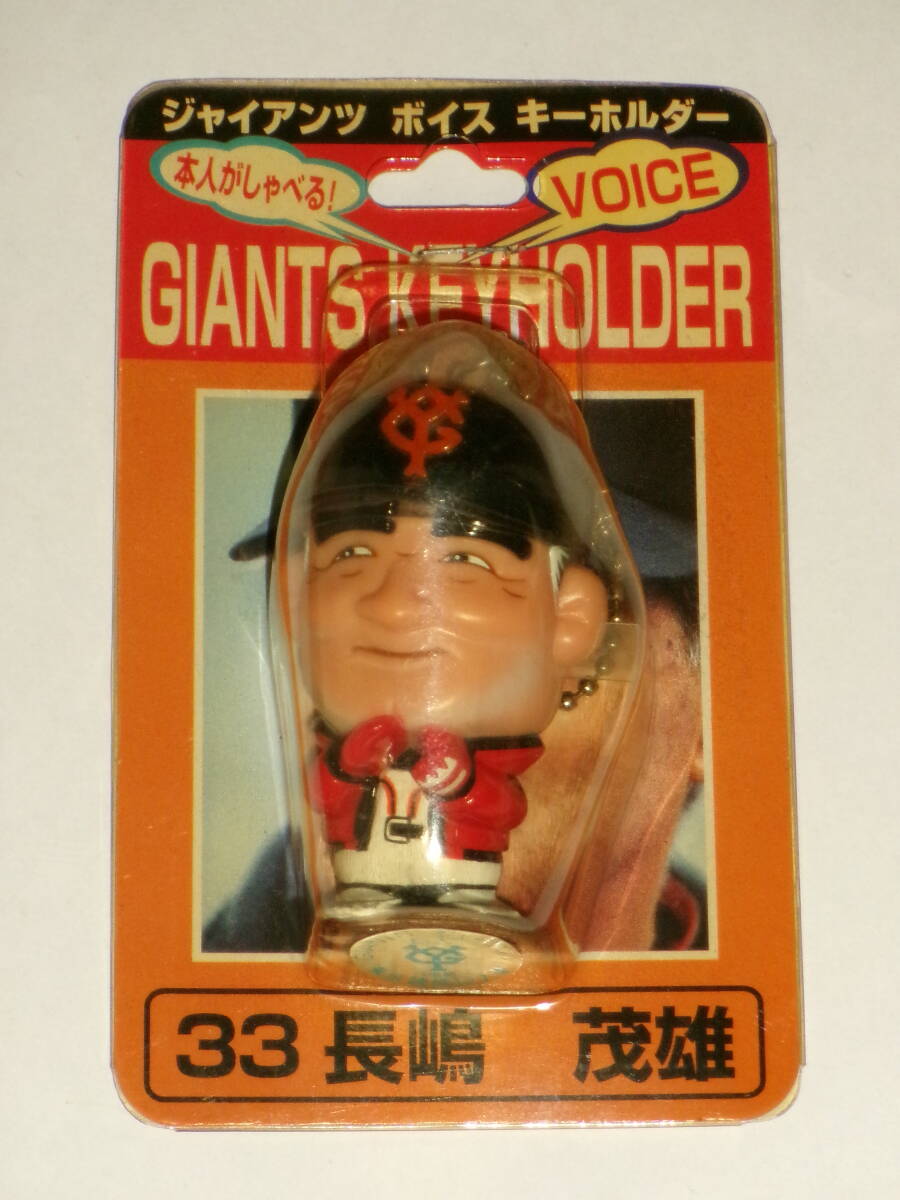 ジャイアンツ ボイス キーホルダー
本人がしゃべる!
VOICE
GIANTS KEYHOLDER
33 長嶋 茂雄